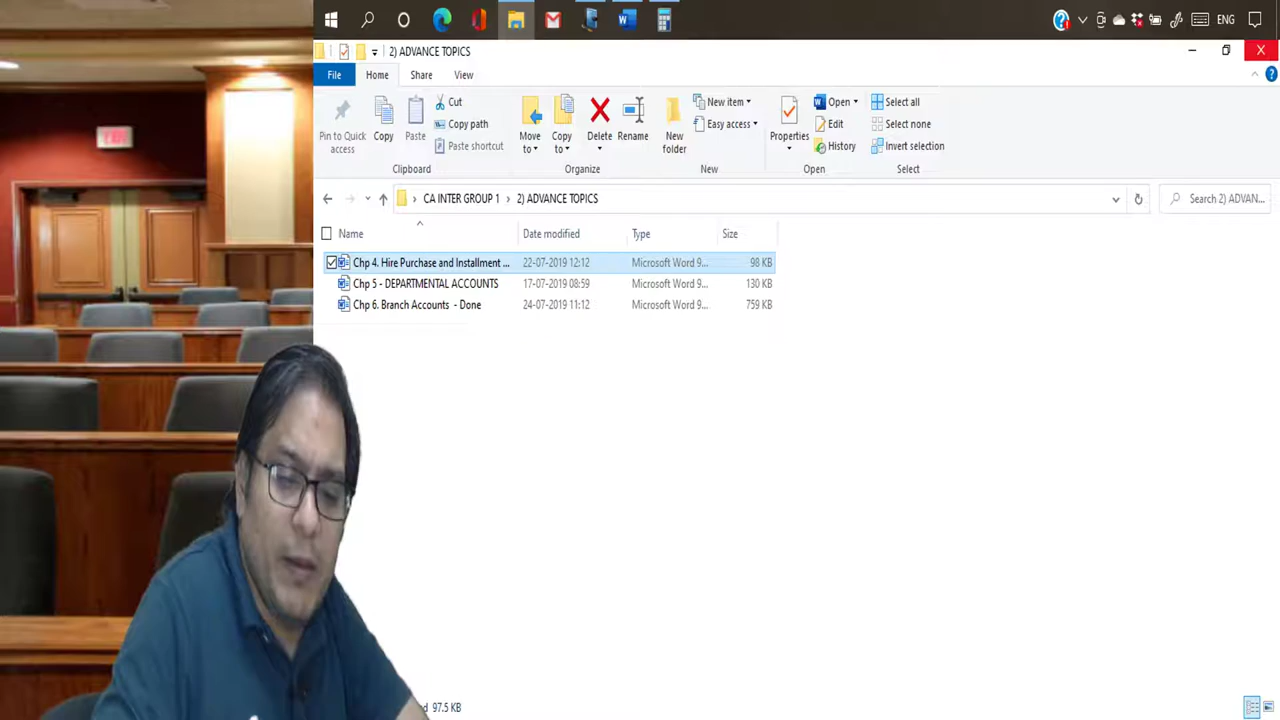 ENG
2) ADVANCE TOPICS
File Home Share View
Pin to Quick access
Copy
Paste
Cut
Copy path
Paste shortcut
Clipboard
Move to
Copy to
Delete
Rename
Organize
New folder
New item
Easy access
New
Properties
Open
Edit
History
Open
Select all
Select none
Invert selection
Select
CA INTER GROUP 1 › 2) ADVANCE TOPICS
Search 2) ADVAN...
Name Date modified Type Size
Chp 4. Hire Purchase and Installment ... 22-07-2019 12:12 Microsoft Word 9... 98 KB
Chp 5 - DEPARTMENTAL ACCOUNTS 17-07-2019 08:59 Microsoft Word 9... 130 KB
Chp 6. Branch Accounts - Done 24-07-2019 11:12 Microsoft Word 9... 759 KB
97.5 KB